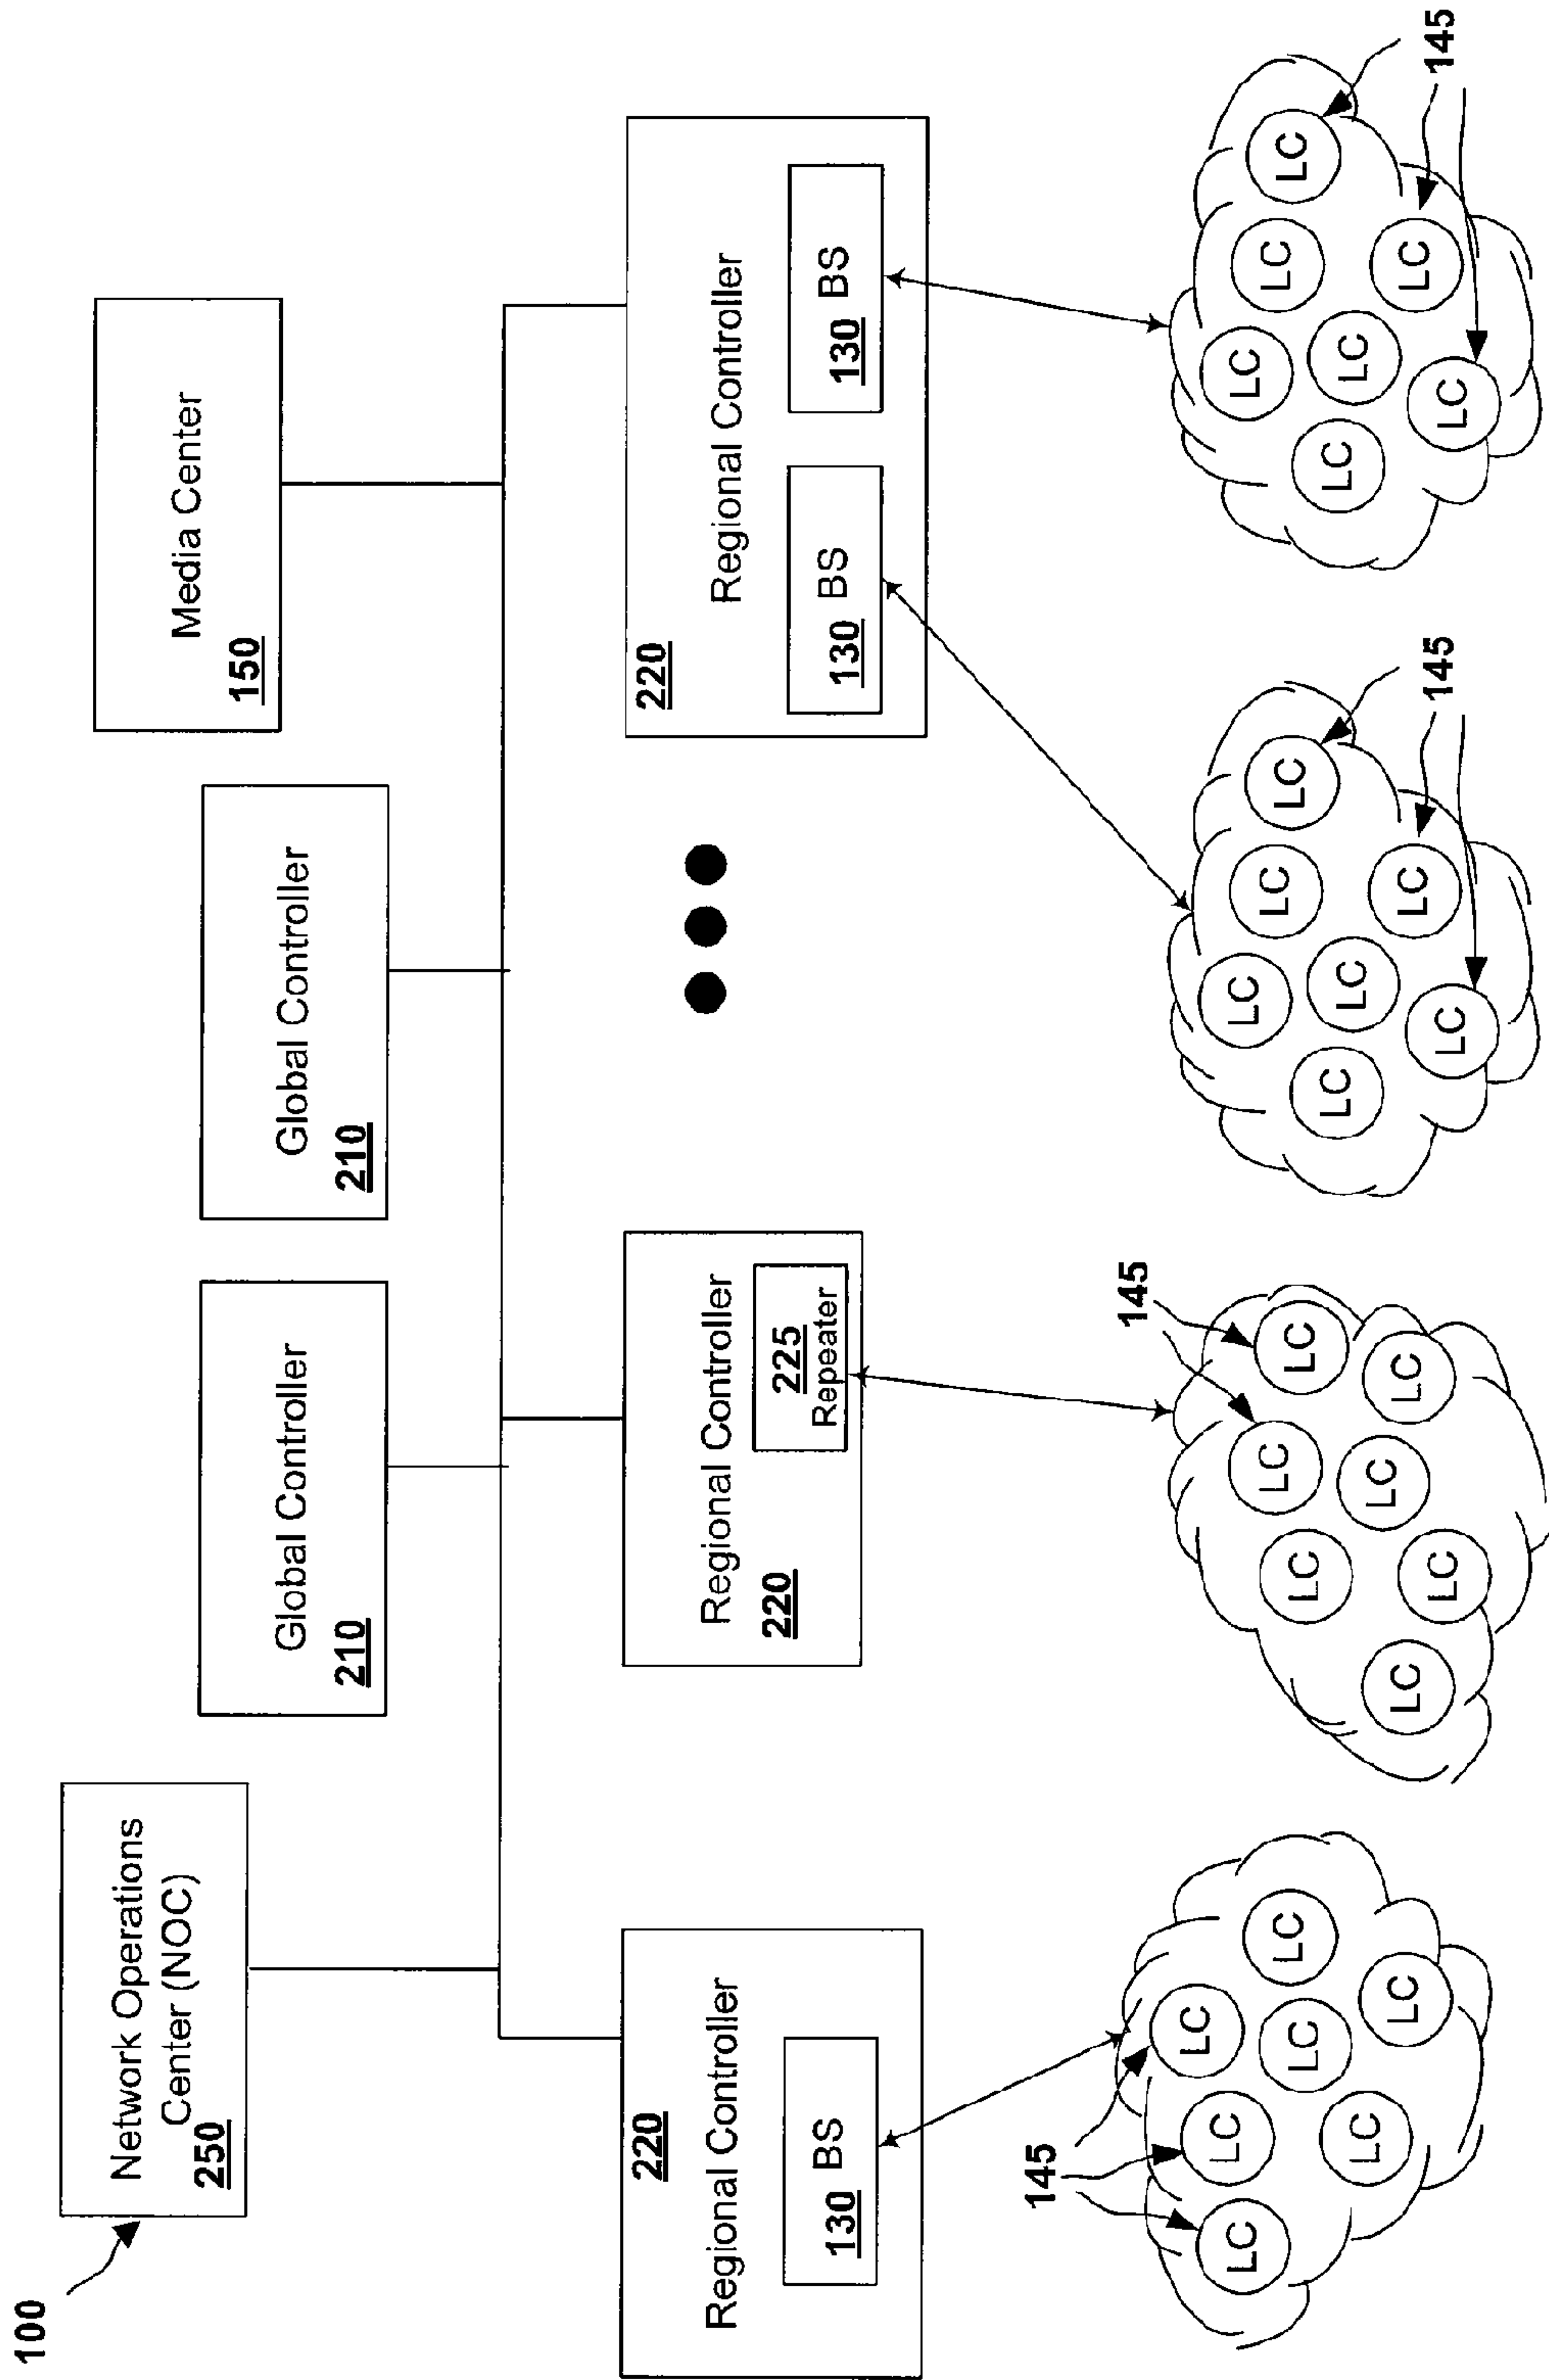 100
Network Operations
Center (NOC)
250
Global Controller
210
Global Controller
210
Media Center
150
220
Regional Controller
130 BS
Regional Controller
220
225
Repeater
220
Regional Controller
130 BS
130 BS
145
LC
LC
LC
LC
LC
LC
LC
145
LC
LC
LC
LC
LC
LC
LC
145
LC
LC
LC
LC
LC
LC
LC
145
LC
LC
LC
LC
LC
LC
LC